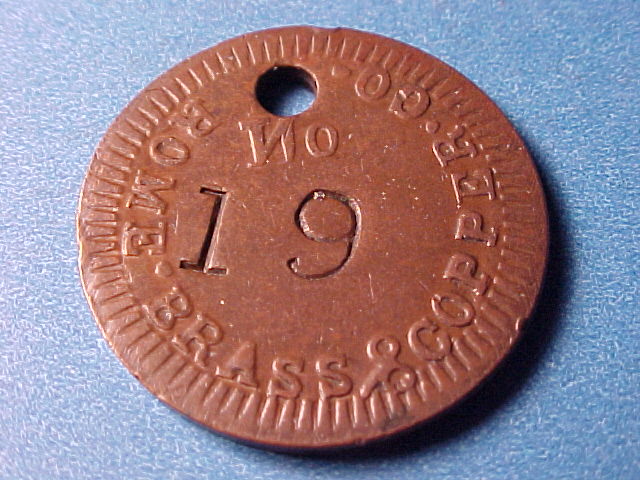 ROME. BRASS & COPPER. CO.
No
19